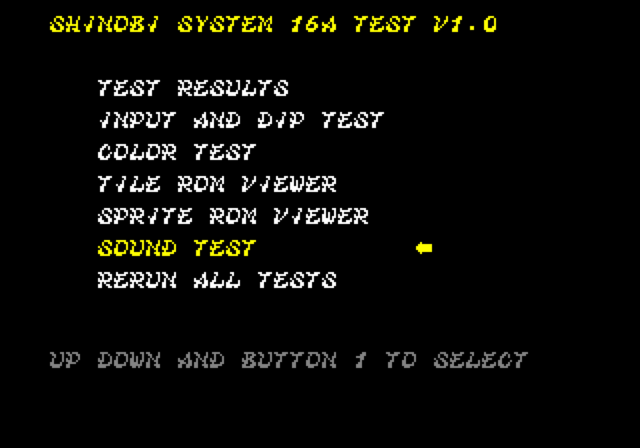 SHINOBI SYSTEM 16A TEST V1.0
TEST RESULTS
INPUT AND DIP TEST
COLOR TEST
TILE ROM VIEWER
SPRITE ROM VIEWER
SOUND TEST
RERUN ALL TESTS
UP DOWN AND BUTTON 1 TO SELECT